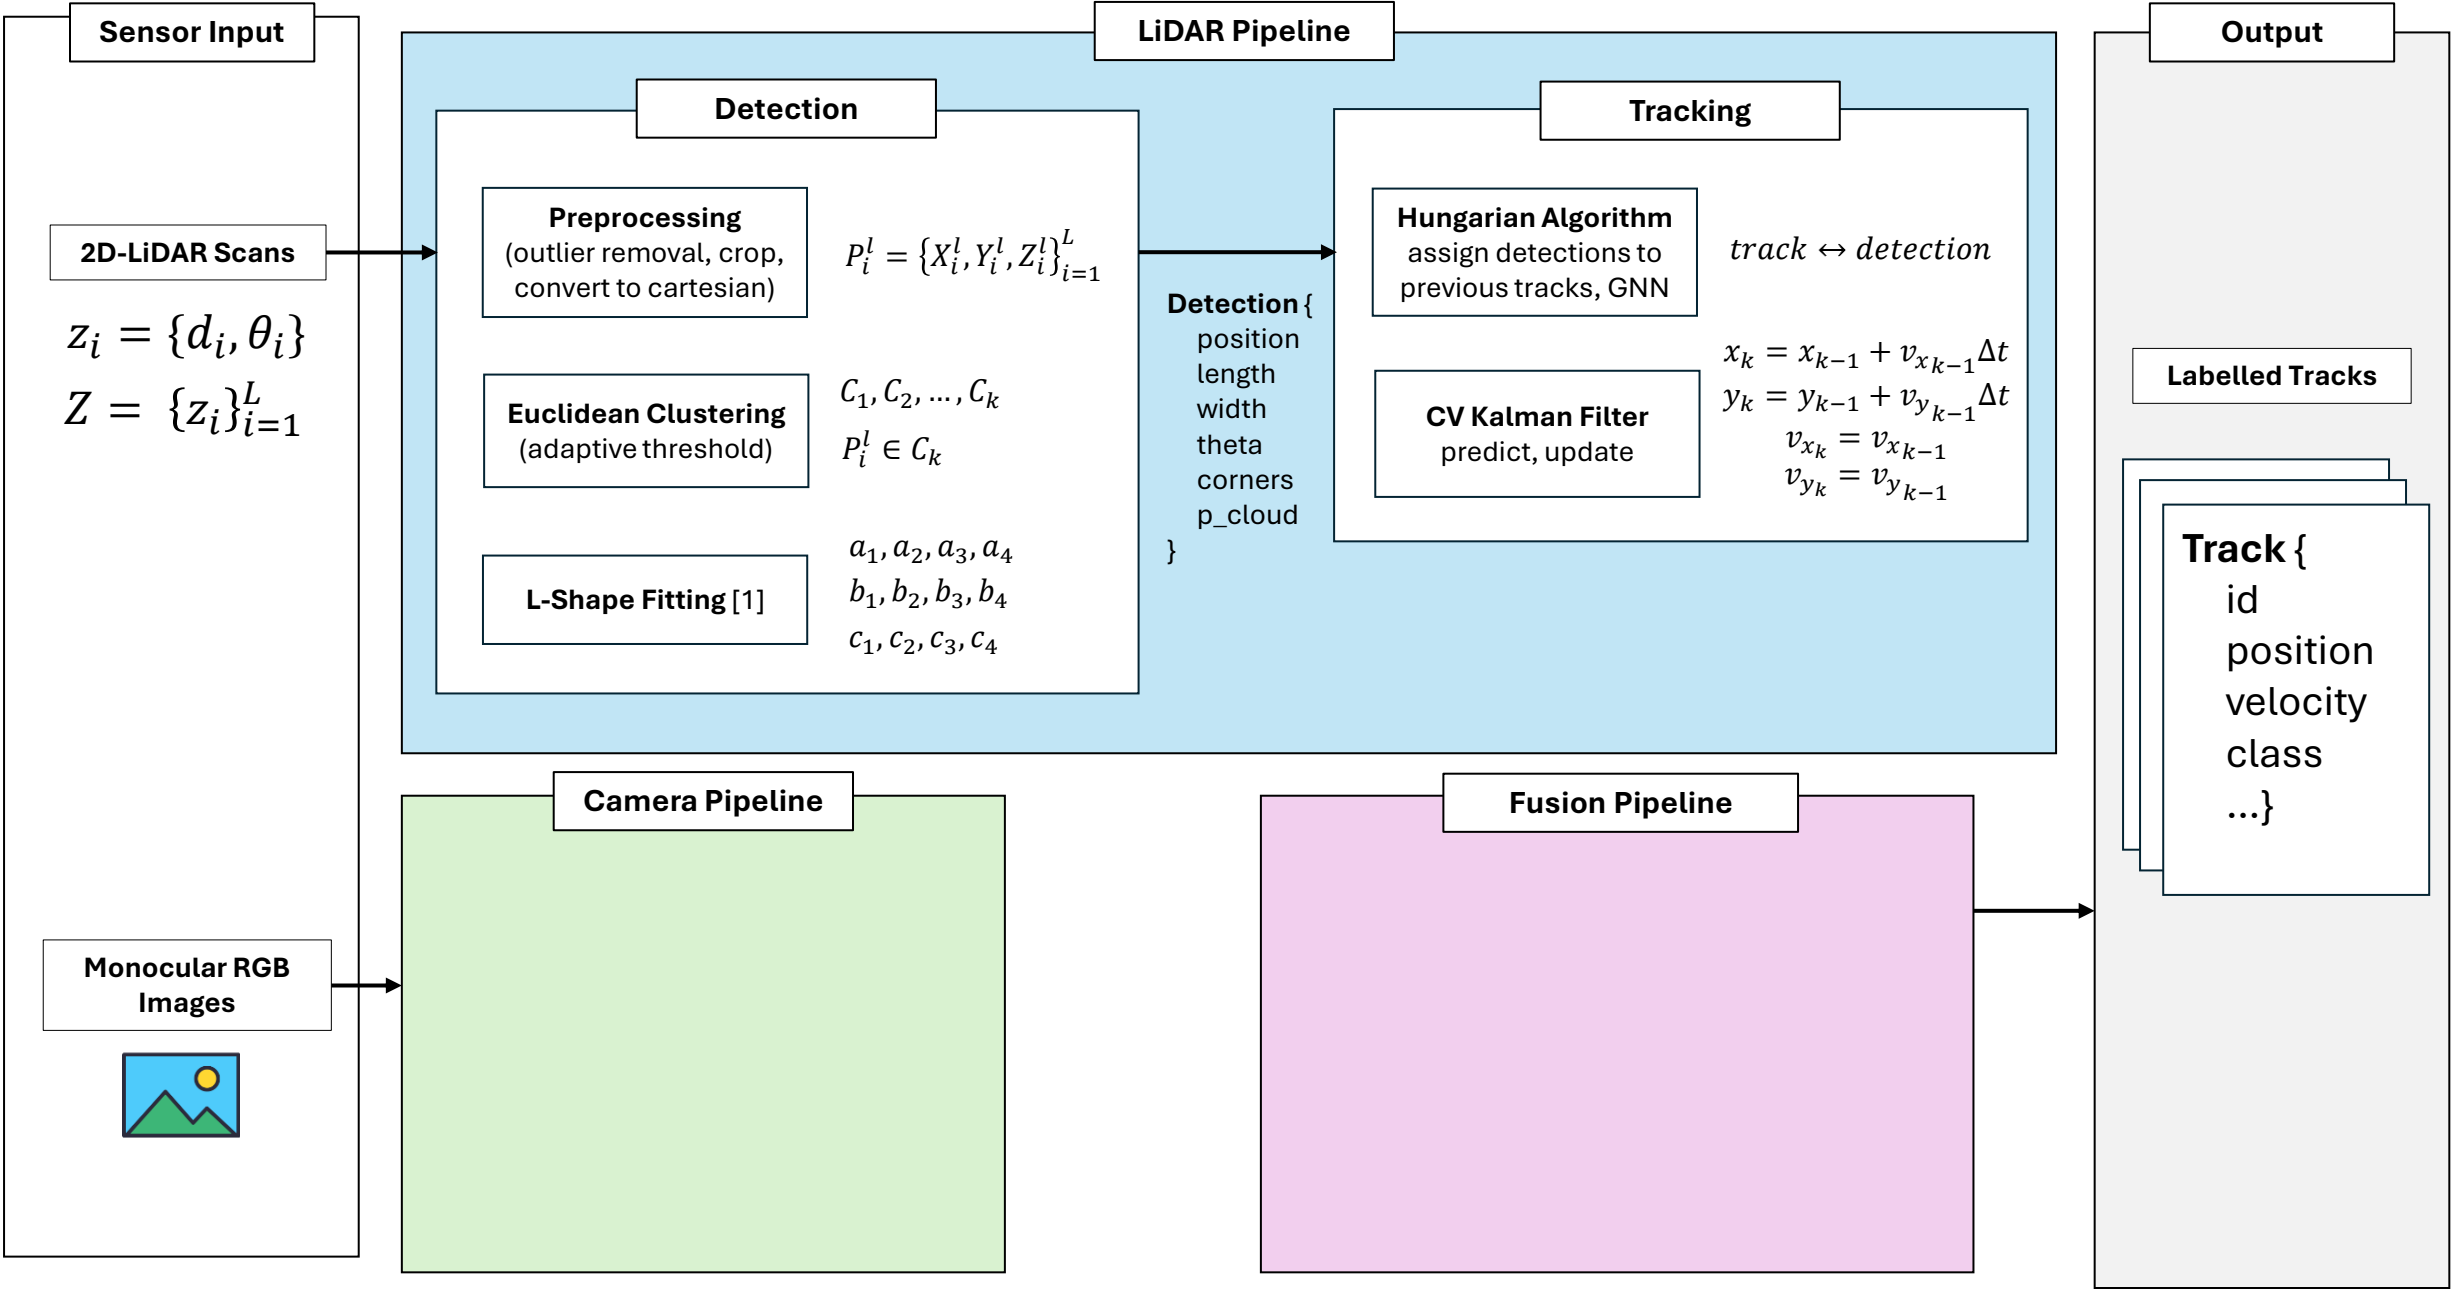 Sensor Input
2D-LiDAR Scans
z_i = {d_i, θ_i}
Z = {z_i}_{i=1}^L
Monocular RGB
Images
LiDAR Pipeline
Detection
Preprocessing
(outlier removal, crop,
convert to cartesian)
P_i^l = {X_i^l, Y_i^l, Z_i^l}_{i=1}^L
Euclidean Clustering
(adaptive threshold)
C_1, C_2, …, C_k
P_i^l ∈ C_k
L-Shape Fitting [1]
a_1, a_2, a_3, a_4
b_1, b_2, b_3, b_4
c_1, c_2, c_3, c_4
Detection {
position
length
width
theta
corners
p_cloud
}
Tracking
Hungarian Algorithm
assign detections to
previous tracks, GNN
track ↔ detection
CV Kalman Filter
predict, update
x_k = x_{k−1} + v_{x_{k−1}}Δt
y_k = y_{k−1} + v_{y_{k−1}}Δt
v_{x_k} = v_{x_{k−1}}
v_{y_k} = v_{y_{k−1}}
Camera Pipeline
Fusion Pipeline
Output
Labelled Tracks
Track {
id
position
velocity
class
...}